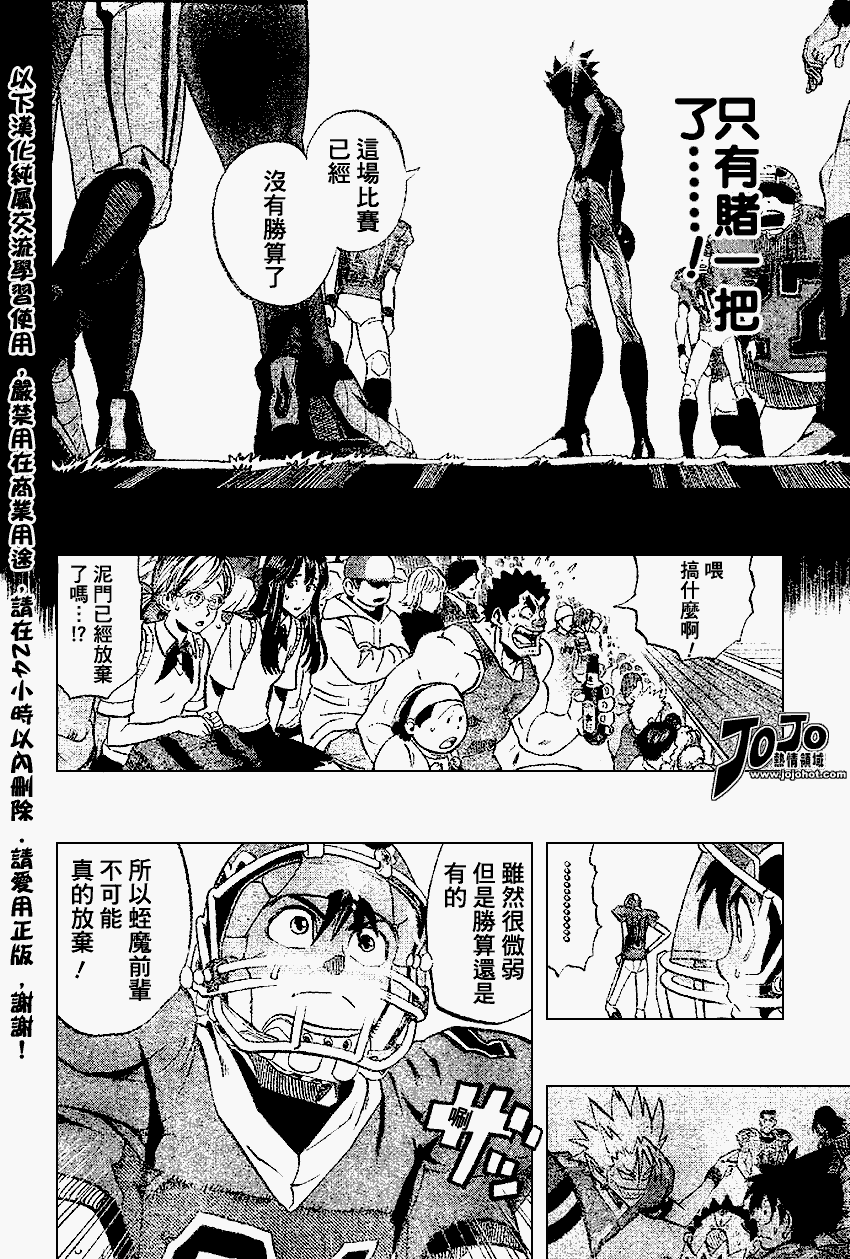 只有賭一把
了……！
這場比賽
已經
沒有勝算了
喂
搞什麼啊！
泥門已經放棄
了嗎…!?
JOJO
熱情領域
www.jojohot.com
………………
雖然很微弱
但是勝算還是
有的
所以蛭魔前輩
不可能
真的放棄！
唰
ザッ
以下漢化純屬交流學習使用，嚴禁用在商業用途，請在24小時以內刪除．請愛用正版，謝謝！